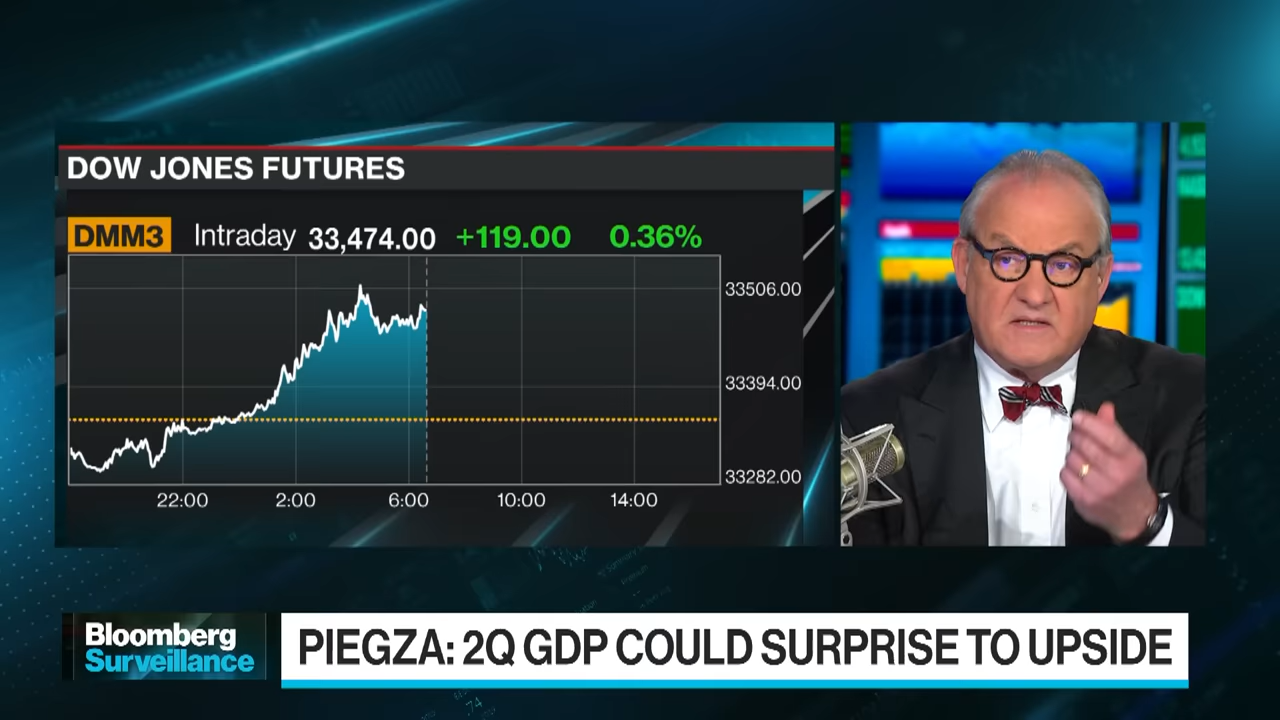 DOW JONES FUTURES
DMM3 Intraday 33,474.00 +119.00 0.36%
33506.00
33394.00
33282.00
22:00 2:00 6:00 10:00 14:00
Bloomberg
Surveillance
PIEGZA: 2Q GDP COULD SURPRISE TO UPSIDE